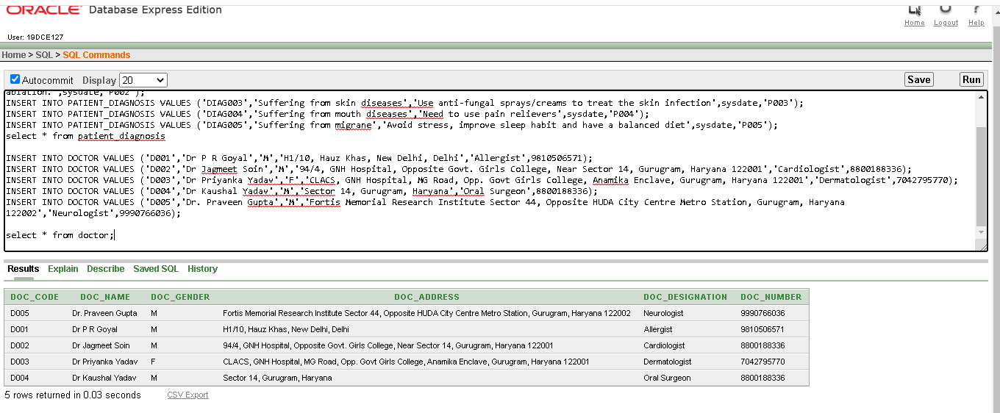 ORACLE Database Express Edition
Home Logout Help
User: 19DCE127
Home > SQL > SQL Commands
Autocommit Display 20 Save Run
ablation.',sysdate,'P002');
INSERT INTO PATIENT_DIAGNOSIS VALUES ('DIAG003','Suffering from skin diseases','Use anti-fungal sprays/creams to treat the skin infection',sysdate,'P003');
INSERT INTO PATIENT_DIAGNOSIS VALUES ('DIAG004','Suffering from mouth diseases','Need to use pain relievers',sysdate,'P004');
INSERT INTO PATIENT_DIAGNOSIS VALUES ('DIAG005','Suffering from migrane','Avoid stress, improve sleep habit and have a balanced diet',sysdate,'P005');
select * from patient_diagnosis
INSERT INTO DOCTOR VALUES ('D001','Dr P R Goyal','M','H1/10, Hauz Khas, New Delhi, Delhi','Allergist',9810506571);
INSERT INTO DOCTOR VALUES ('D002','Dr Jagmeet Soin','M','94/4, GNH Hospital, Opposite Govt. Girls College, Near Sector 14, Gurugram, Haryana 122001','Cardiologist',8800188336);
INSERT INTO DOCTOR VALUES ('D003','Dr Priyanka Yadav','F','CLACS, GNH Hospital, MG Road, Opp. Govt Girls College, Anamika Enclave, Gurugram, Haryana 122001','Dermatologist',7042795770);
INSERT INTO DOCTOR VALUES ('D004','Dr Kaushal Yadav','M','Sector 14, Gurugram, Haryana','Oral Surgeon',8800188336);
INSERT INTO DOCTOR VALUES ('D005','Dr. Praveen Gupta','M','Fortis Memorial Research Institute Sector 44, Opposite HUDA City Centre Metro Station, Gurugram, Haryana
122002','Neurologist',9990766036);
select * from doctor;
Results Explain Describe Saved SQL History
DOC_CODE DOC_NAME DOC_GENDER DOC_ADDRESS DOC_DESIGNATION DOC_NUMBER
D005 Dr. Praveen Gupta M Fortis Memorial Research Institute Sector 44, Opposite HUDA City Centre Metro Station, Gurugram, Haryana 122002 Neurologist 9990766036
D001 Dr P R Goyal M H1/10, Hauz Khas, New Delhi, Delhi Allergist 9810506571
D002 Dr Jagmeet Soin M 94/4, GNH Hospital, Opposite Govt. Girls College, Near Sector 14, Gurugram, Haryana 122001 Cardiologist 8800188336
D003 Dr Priyanka Yadav F CLACS, GNH Hospital, MG Road, Opp. Govt Girls College, Anamika Enclave, Gurugram, Haryana 122001 Dermatologist 7042795770
D004 Dr Kaushal Yadav M Sector 14, Gurugram, Haryana Oral Surgeon 8800188336
5 rows returned in 0.03 seconds CSV Export